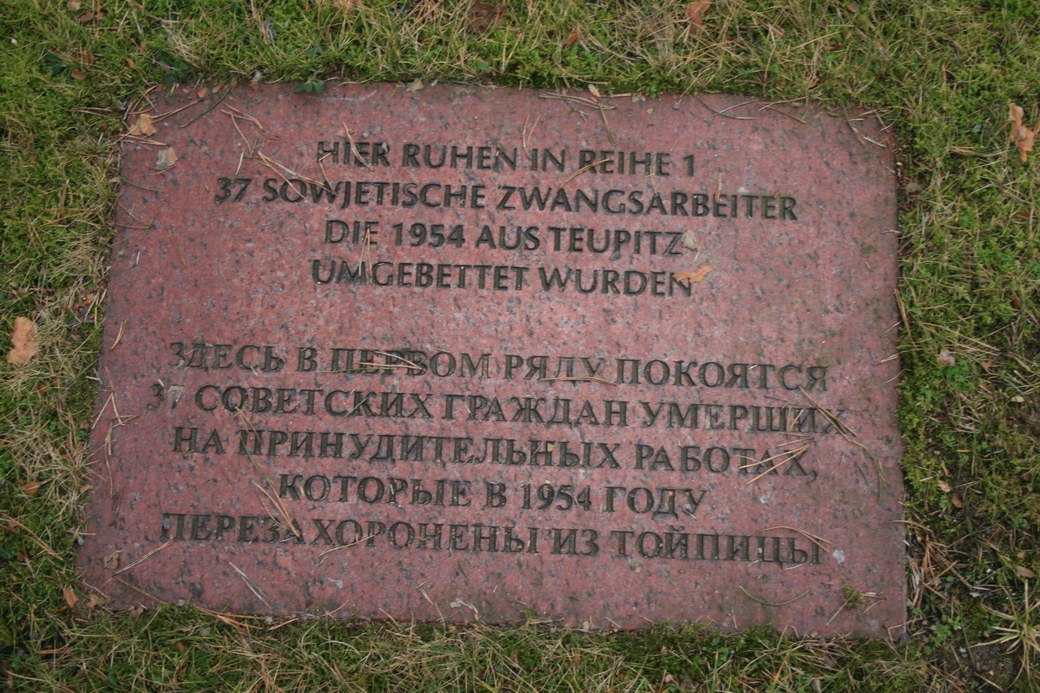 HIER RUHEN IN REIHE 1
37 SOWJETISCHE ZWANGSARBEITER
DIE 1954 AUS TEUPITZ
UMGEBETTET WURDEN
ЗДЕСЬ В ПЕРВОМ РЯДУ ПОКОЯТСЯ
37 СОВЕТСКИХ ГРАЖДАН УМЕРШИХ
НА ПРИНУДИТЕЛЬНЫХ РАБОТАХ,
КОТОРЫЕ В 1954 ГОДУ
ПЕРЕЗАХОРОНЕНЫ ИЗ ТОЙПИЦЫ